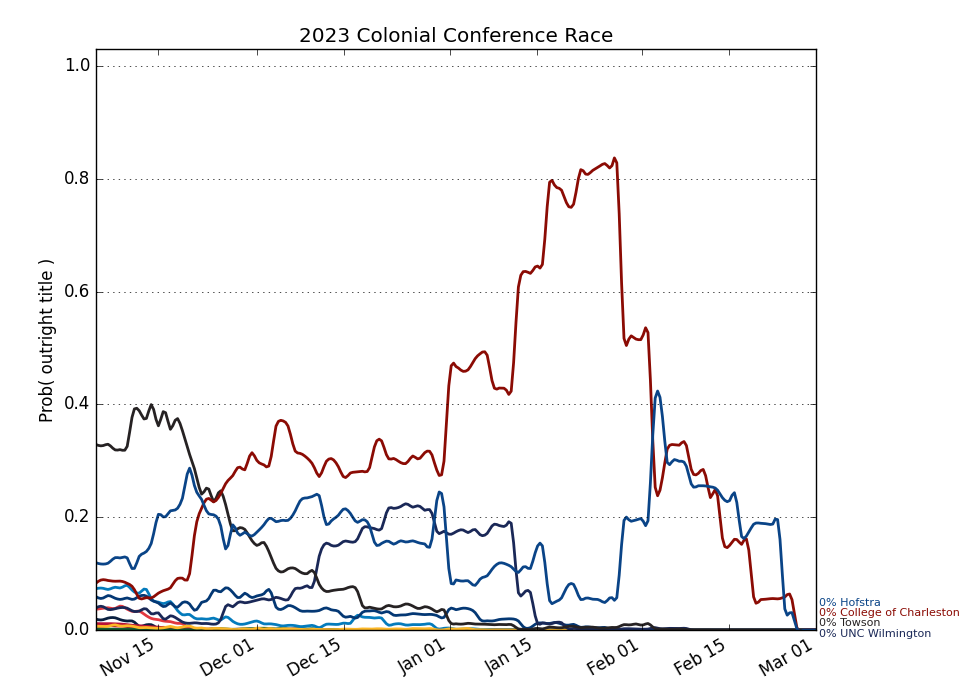 2023 Colonial Conference Race
Prob( outright title )
1.0
0.8
0.6
0.4
0.2
0.0
Nov 15
Dec 01
Dec 15
Jan 01
Jan 15
Feb 01
Feb 15
Mar 01
0% Hofstra
0% College of Charleston
0% Towson
0% UNC Wilmington